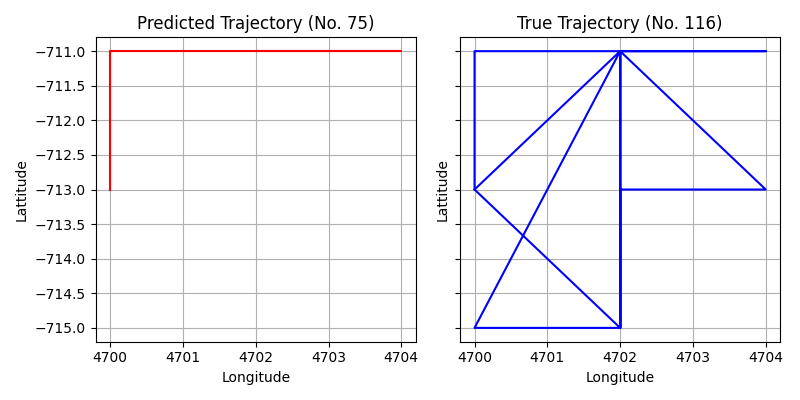 Predicted Trajectory (No. 75)
True Trajectory (No. 116)
−711.0
−711.5
−712.0
−712.5
−713.0
−713.5
−714.0
−714.5
−715.0
Lattitude
Lattitude
4700 4701 4702 4703 4704
4700 4701 4702 4703 4704
Longitude
Longitude